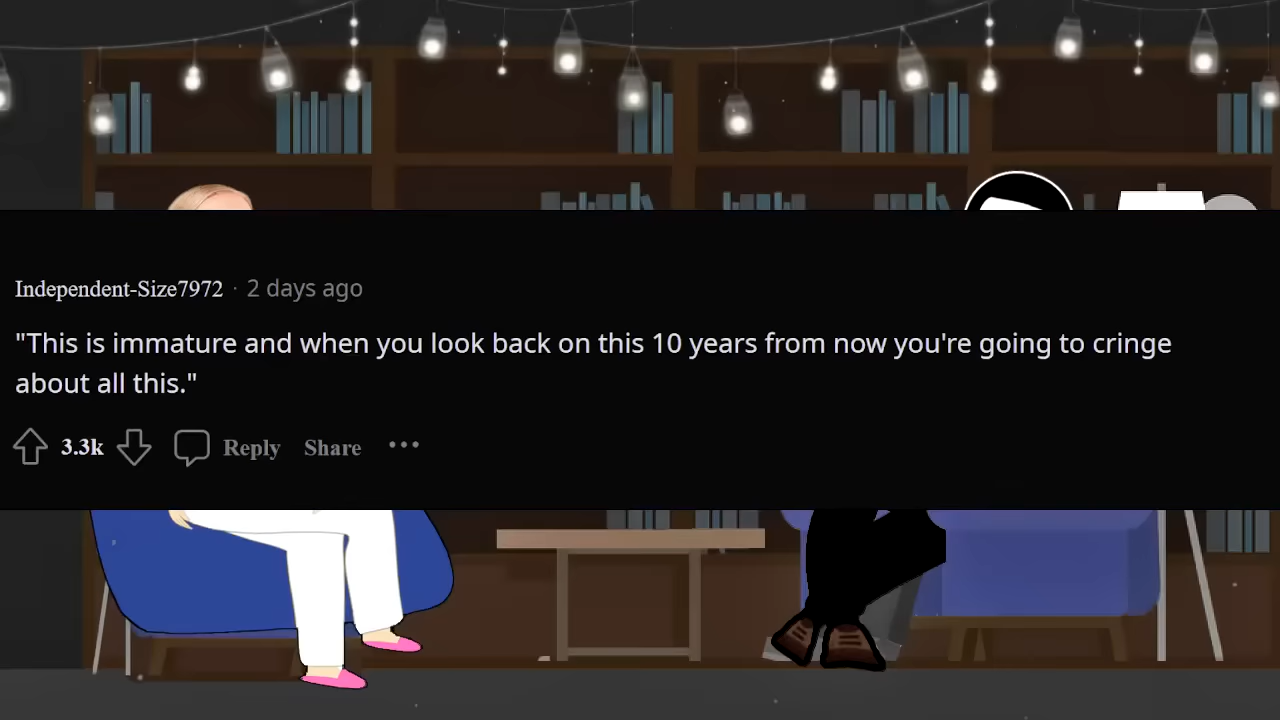 Independent-Size7972 · 2 days ago
"This is immature and when you look back on this 10 years from now you're going to cringe
about all this."
3.3k Reply Share •••